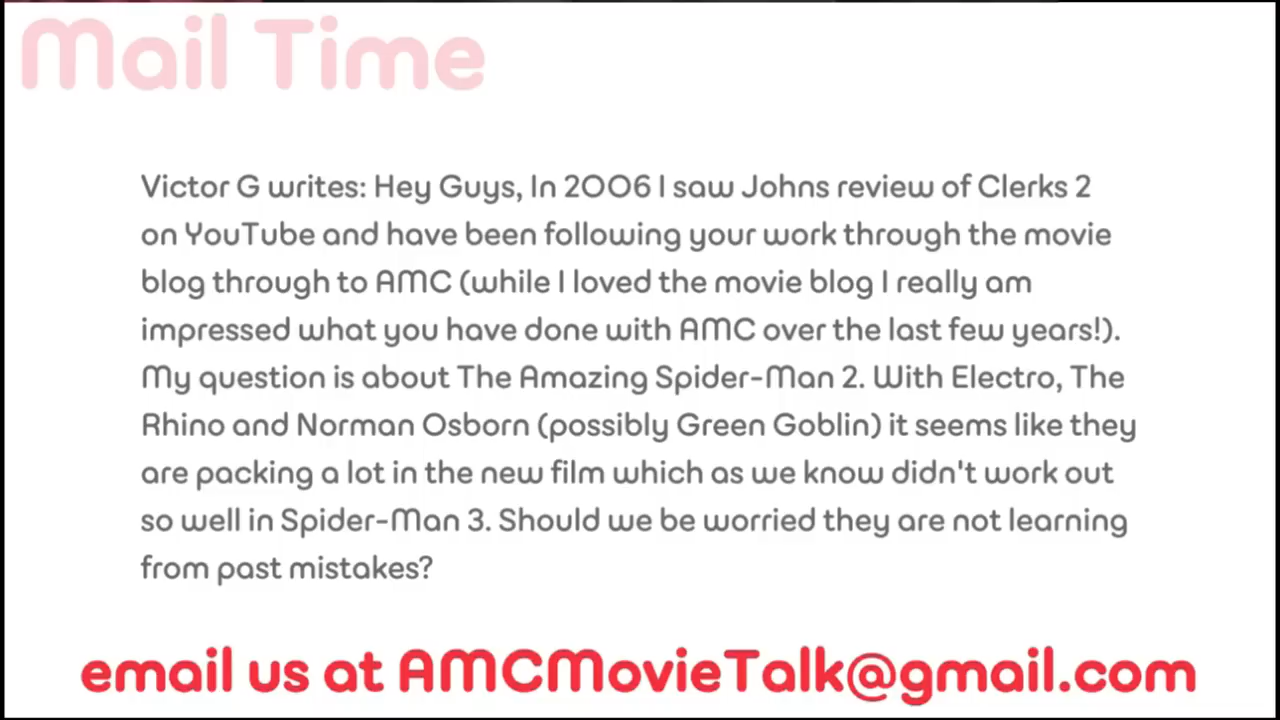 Mail Time
Victor G writes: Hey Guys, In 2006 I saw Johns review of Clerks 2
on YouTube and have been following your work through the movie
blog through to AMC (while I loved the movie blog I really am
impressed what you have done with AMC over the last few years!).
My question is about The Amazing Spider-Man 2. With Electro, The
Rhino and Norman Osborn (possibly Green Goblin) it seems like they
are packing a lot in the new film which as we know didn't work out
so well in Spider-Man 3. Should we be worried they are not learning
from past mistakes?
email us at AMCMovieTalk@gmail.com